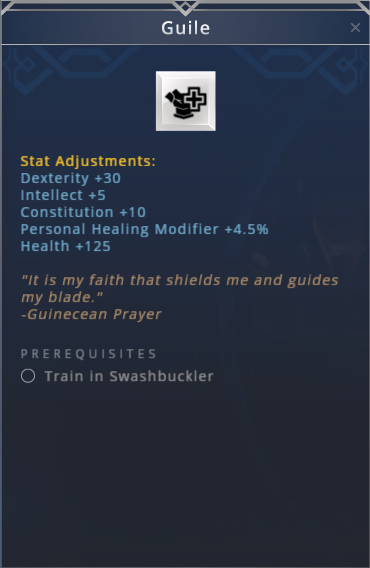 Guile
Stat Adjustments:
Dexterity +30
Intellect +5
Constitution +10
Personal Healing Modifier +4.5%
Health +125
"It is my faith that shields me and guides
my blade."
-Guinecean Prayer
PREREQUISITES
Train in Swashbuckler